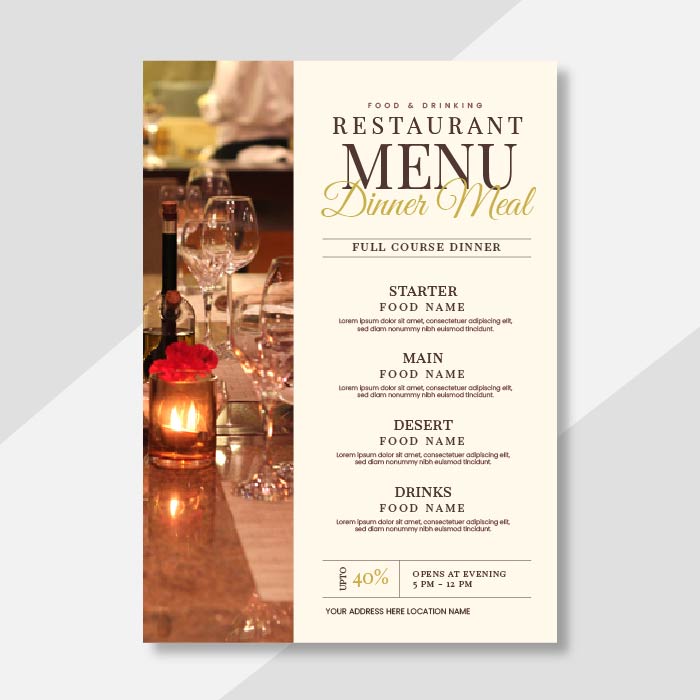 FOOD & DRINKING
RESTAURANT
MENU
Dinner Meal
FULL COURSE DINNER
STARTER
FOOD NAME
Lorem ipsum dolor sit amet, consectetuer adipiscing elit,
sed diam nonummy nibh euismod tincidunt.
MAIN
FOOD NAME
Lorem ipsum dolor sit amet, consectetuer adipiscing elit,
sed diam nonummy nibh euismod tincidunt.
DESERT
FOOD NAME
Lorem ipsum dolor sit amet, consectetuer adipiscing elit,
sed diam nonummy nibh euismod tincidunt.
DRINKS
FOOD NAME
Lorem ipsum dolor sit amet, consectetuer adipiscing elit,
sed diam nonummy nibh euismod tincidunt.
UPTO 40%
OPENS AT EVENING
5 PM - 12 PM
YOUR ADDRESS HERE LOCATION NAME